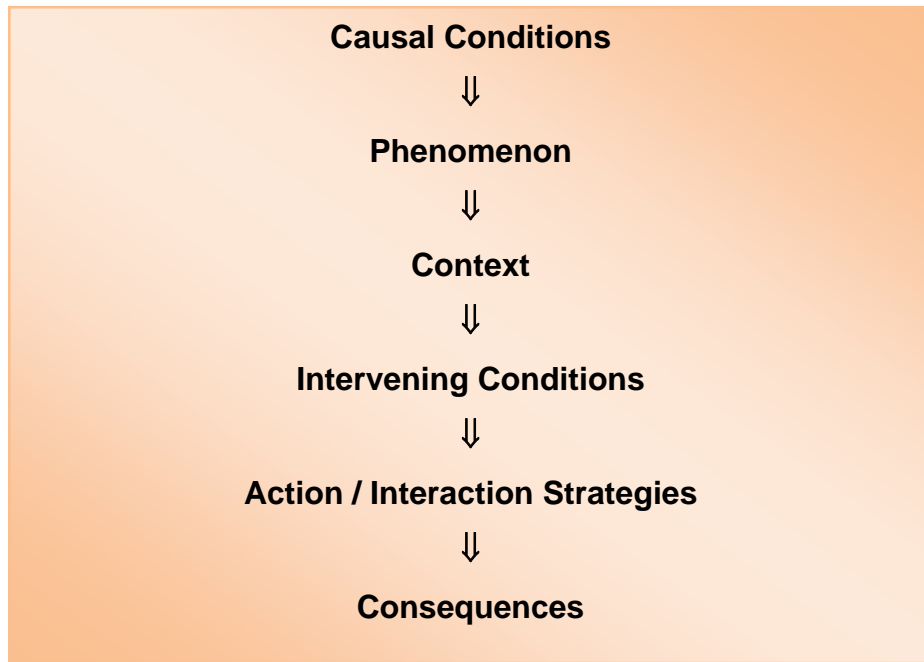 Causal Conditions
⇓
Phenomenon
⇓
Context
⇓
Intervening Conditions
⇓
Action / Interaction Strategies
⇓
Consequences